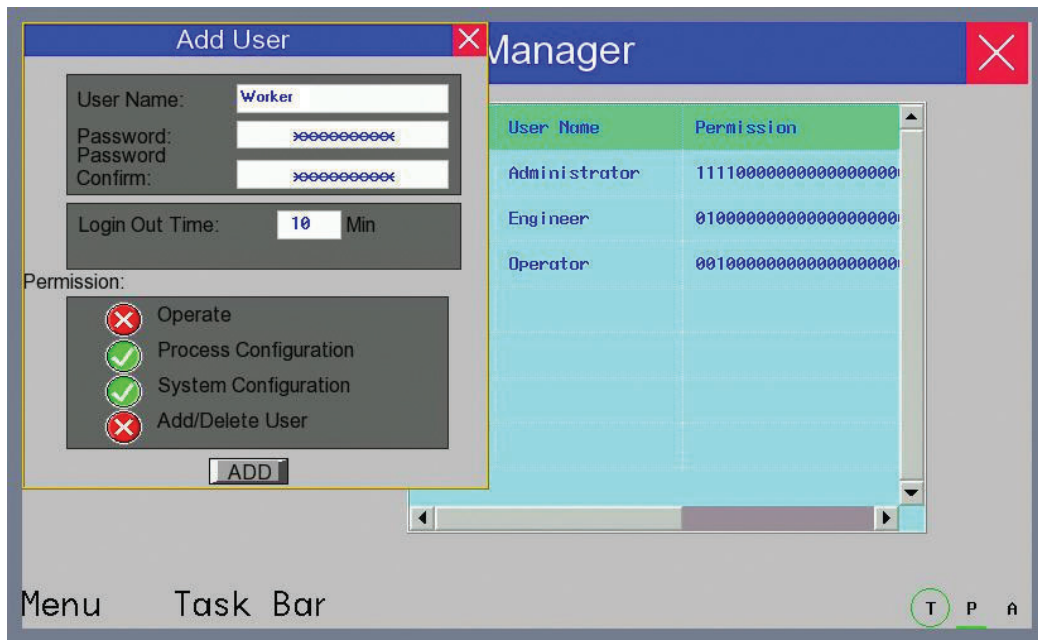 Add User
Manager
User Name: Worker
Password: xxxxxxxxxx
Password
Confirm: xxxxxxxxxx
Login Out Time: 10 Min
Permission:
Operate
Process Configuration
System Configuration
Add/Delete User
ADD
User Name Permission
Administrator 11110000000000000000
Engineer 01000000000000000000
Operator 00100000000000000000
Menu Task Bar T P A